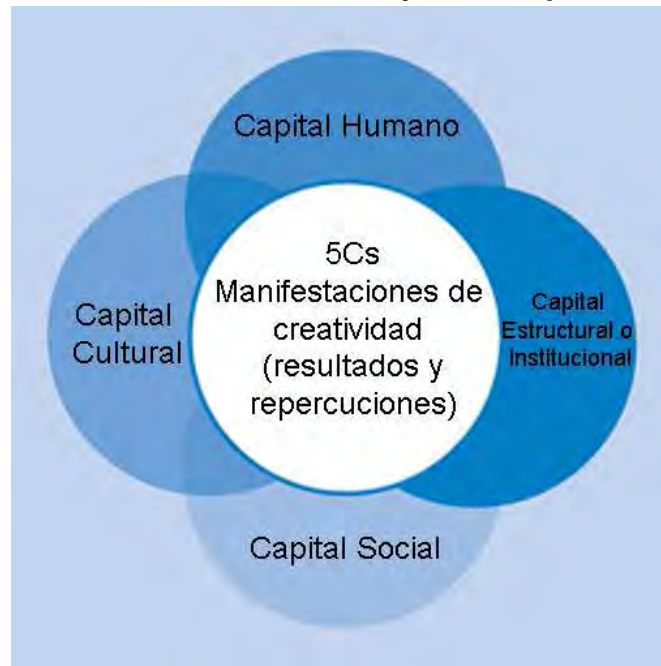 Capital Humano
5Cs
Manifestaciones de
creatividad
(resultados y
repercuciones)
Capital
Cultural
Capital
Estructural o
Institucional
Capital Social